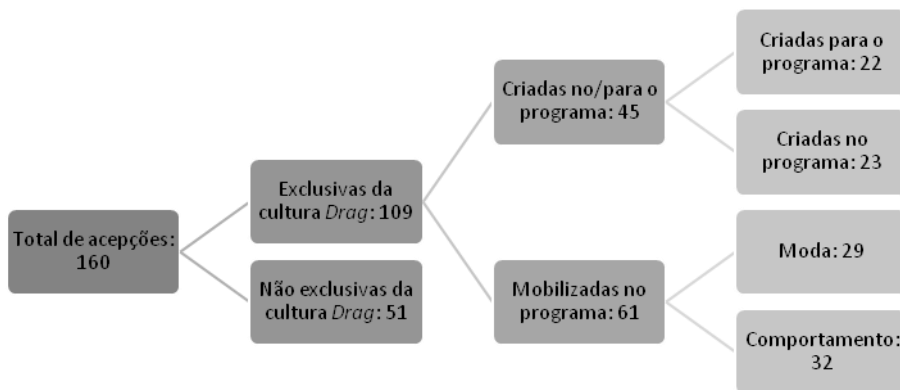 Total de acepções:
160
Exclusivas da
cultura Drag: 109
Não exclusivas da
cultura Drag: 51
Criadas no/para o
programa: 45
Mobilizadas no
programa: 61
Criadas para o
programa: 22
Criadas no
programa: 23
Moda: 29
Comportamento:
32